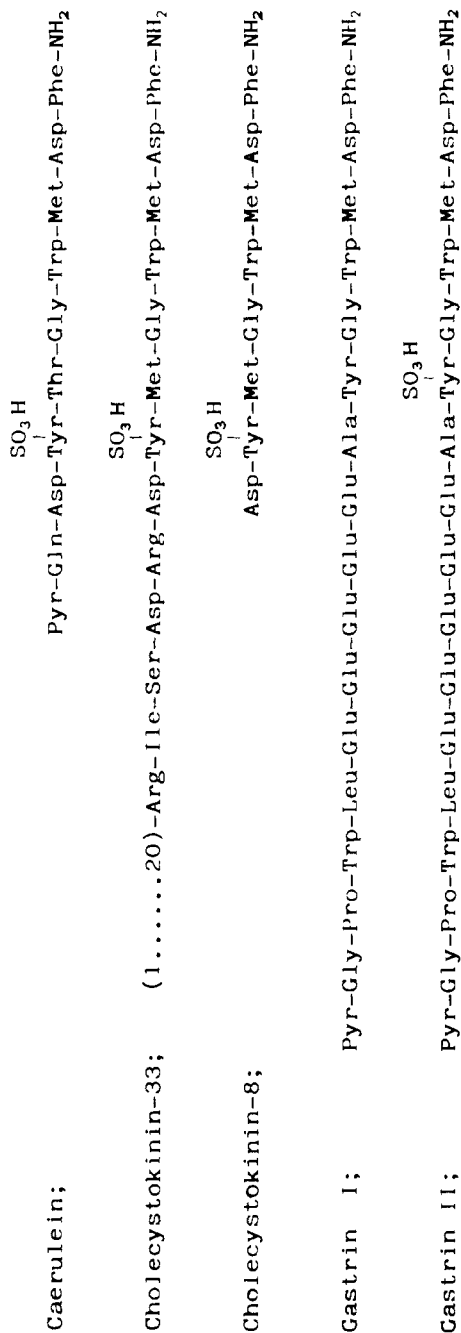 SO₃H
Caerulein; Pyr-Gln-Asp-Tyr-Thr-Gly-Trp-Met-Asp-Phe-NH₂
SO₃H
Cholecystokinin-33; (1.......20)-Arg-Ile-Ser-Asp-Arg-Asp-Tyr-Met-Gly-Trp-Met-Asp-Phe-NH₂
SO₃H
Cholecystokinin-8; Asp-Tyr-Met-Gly-Trp-Met-Asp-Phe-NH₂
Gastrin I; Pyr-Gly-Pro-Trp-Leu-Glu-Glu-Glu-Glu-Glu-Ala-Tyr-Gly-Trp-Met-Asp-Phe-NH₂
SO₃H
Gastrin II; Pyr-Gly-Pro-Trp-Leu-Glu-Glu-Glu-Glu-Glu-Ala-Tyr-Gly-Trp-Met-Asp-Phe-NH₂